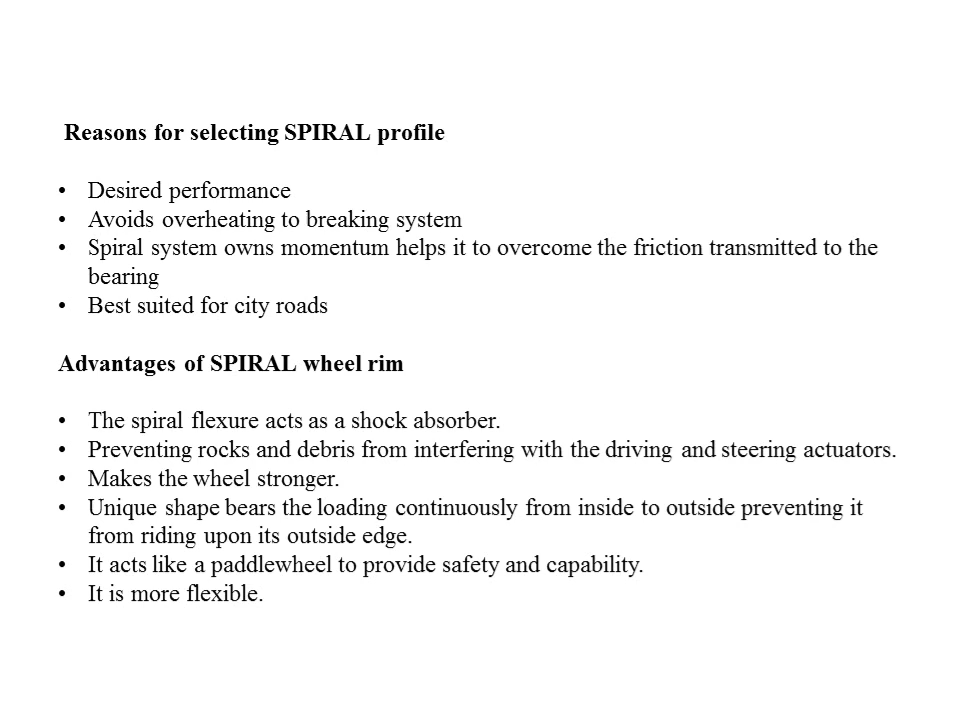 Reasons for selecting SPIRAL profile
• Desired performance
• Avoids overheating to breaking system
• Spiral system owns momentum helps it to overcome the friction transmitted to the
bearing
• Best suited for city roads
Advantages of SPIRAL wheel rim
• The spiral flexure acts as a shock absorber.
• Preventing rocks and debris from interfering with the driving and steering actuators.
• Makes the wheel stronger.
• Unique shape bears the loading continuously from inside to outside preventing it
from riding upon its outside edge.
• It acts like a paddlewheel to provide safety and capability.
• It is more flexible.